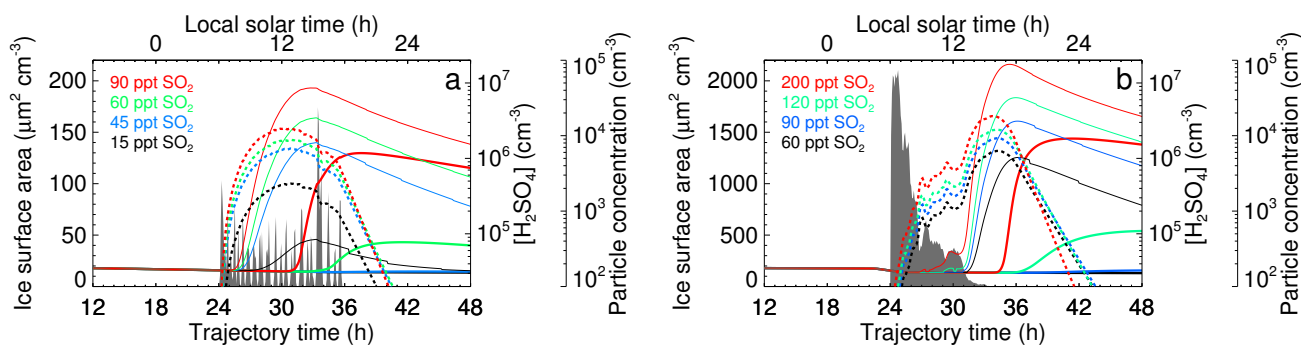 Local solar time (h)
0 12 24
a
90 ppt SO2
60 ppt SO2
45 ppt SO2
15 ppt SO2
Ice surface area (μm² cm⁻³)
200
150
100
50
0
10⁷
10⁶
10⁵
[H2SO4] (cm⁻³)
10⁵
10⁴
10³
10²
Particle concentration (cm⁻³)
12 18 24 30 36 42 48
Trajectory time (h)
Local solar time (h)
0 12 24
b
200 ppt SO2
120 ppt SO2
90 ppt SO2
60 ppt SO2
Ice surface area (μm² cm⁻³)
2000
1500
1000
500
0
10⁷
10⁶
10⁵
[H2SO4] (cm⁻³)
10⁵
10⁴
10³
10²
Particle concentration (cm⁻³)
12 18 24 30 36 42 48
Trajectory time (h)